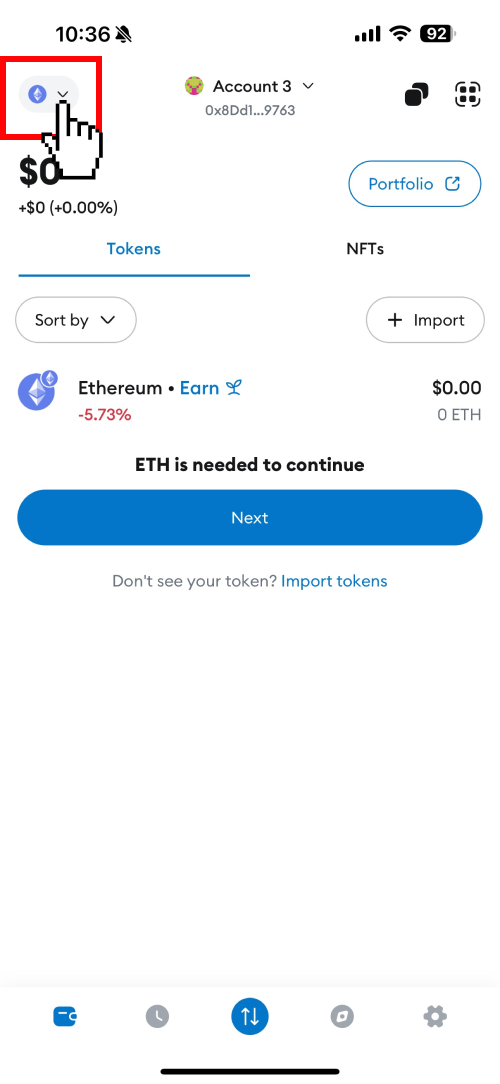 10:36
92
Account 3
0x8Dd1...9763
$0
Portfolio
+$0 (+0.00%)
Tokens
NFTs
Sort by
Import
Ethereum • Earn
$0.00
-5.73%
0 ETH
ETH is needed to continue
Next
Don't see your token? Import tokens